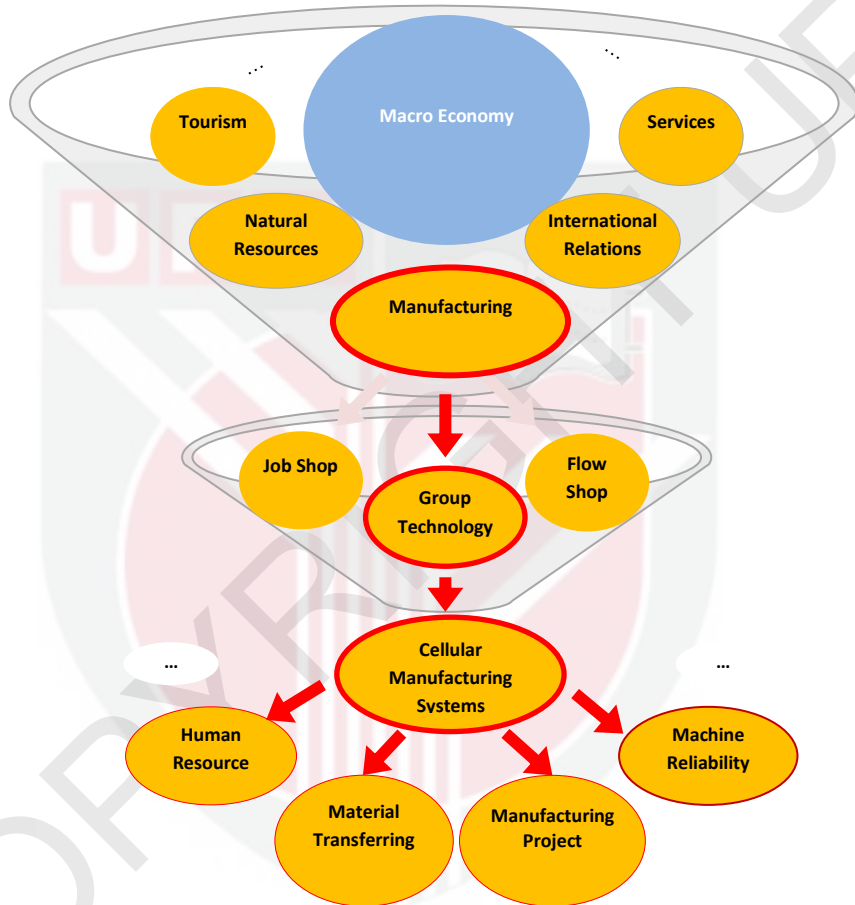 ...
...
Macro Economy
Tourism
Services
Natural
Resources
International
Relations
Manufacturing
Job Shop
Flow
Shop
Group
Technology
Cellular
Manufacturing
Systems
...
...
Human
Resource
Machine
Reliability
Material
Transferring
Manufacturing
Project
COPYRIGHT U